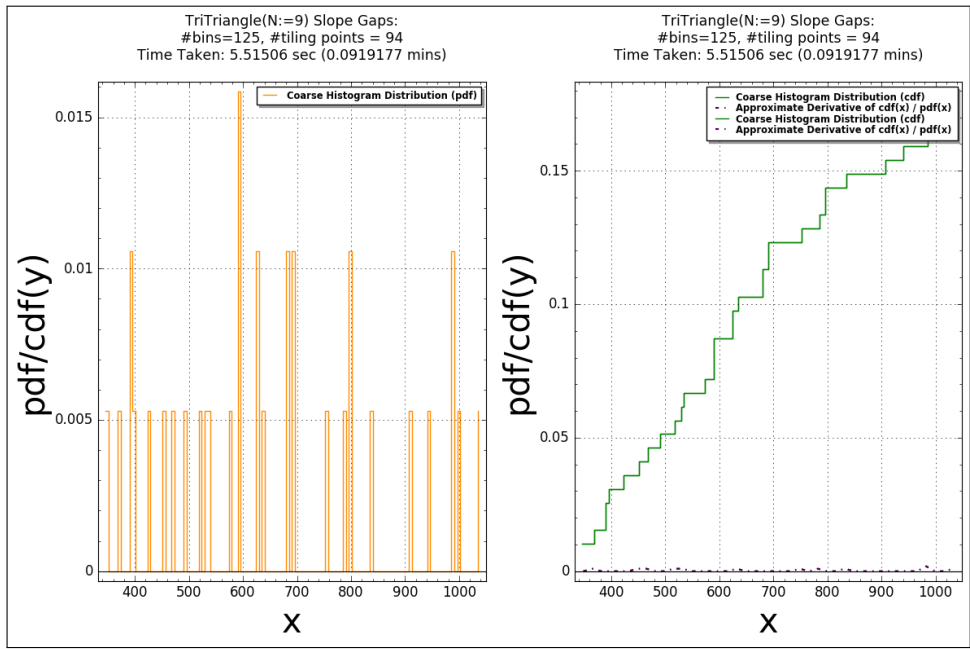 TriTriangle(N:=9) Slope Gaps:
#bins=125, #tiling points = 94
Time Taken: 5.51506 sec (0.0919177 mins)
Coarse Histogram Distribution (pdf)
0.015
0.01
0.005
0
pdf/cdf(y)
400 500 600 700 800 900 1000
x
TriTriangle(N:=9) Slope Gaps:
#bins=125, #tiling points = 94
Time Taken: 5.51506 sec (0.0919177 mins)
Coarse Histogram Distribution (cdf)
Approximate Derivative of cdf(x) / pdf(x)
Coarse Histogram Distribution (cdf)
Approximate Derivative of cdf(x) / pdf(x)
0.15
0.1
0.05
0
pdf/cdf(y)
400 500 600 700 800 900 1000
x